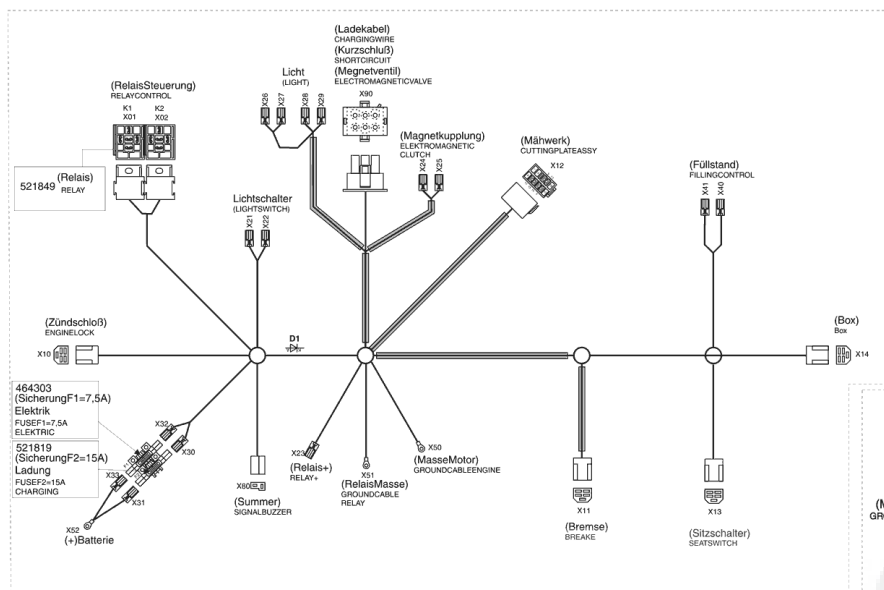 (Ladekabel)
CHARGINGWIRE
(Kurzschluß)
SHORTCIRCUIT
(Megnetventil)
ELECTROMAGNETICVALVE
X90
Licht
(LIGHT)
X26
X27
X28
X29
(RelaisSteuerung)
RELAYCONTROL
K1
X01
K2
X02
521849
(Relais)
RELAY
(Magnetkupplung)
ELEKTROMAGNETIC
CLUTCH
X24
X25
(Mähwerk)
CUTTINGPLATEASSY
X12
(Füllstand)
FILLINGCONTROL
X41
X40
Lichtschalter
(LIGHTSWITCH)
X21
X22
(Zündschloß)
ENGINELOCK
X10
D1
(Box)
Box
X14
464303
(SicherungF1=7,5A)
Elektrik
FUSEF1=7,5A
ELEKTRIC
521819
(SicherungF2=15A)
Ladung
FUSEF2=15A
CHARGING
X32
X30
X33
X31
X52
(+)Batterie
X60
(Summer)
SIGNALBUZZER
X23
(Relais+)
RELAY+
X51
(RelaisMasse)
GROUNDCABLE
RELAY
X50
(MasseMotor)
GROUNDCABLEENGINE
X11
(Bremse)
BREAKE
X13
(Sitzschalter)
SEATSWITCH
(M
GRO